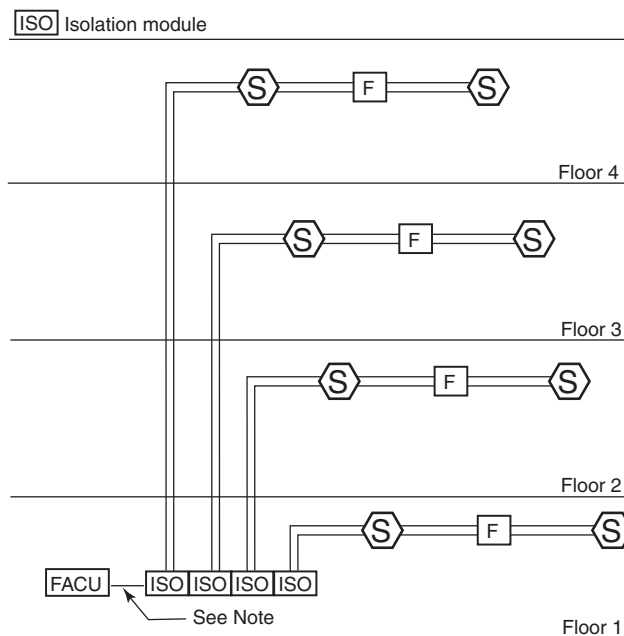 ISO Isolation module
S F S
Floor 4
S F S
Floor 3
S F S
Floor 2
S F S
FACU ISO ISO ISO ISO
See Note
Floor 1